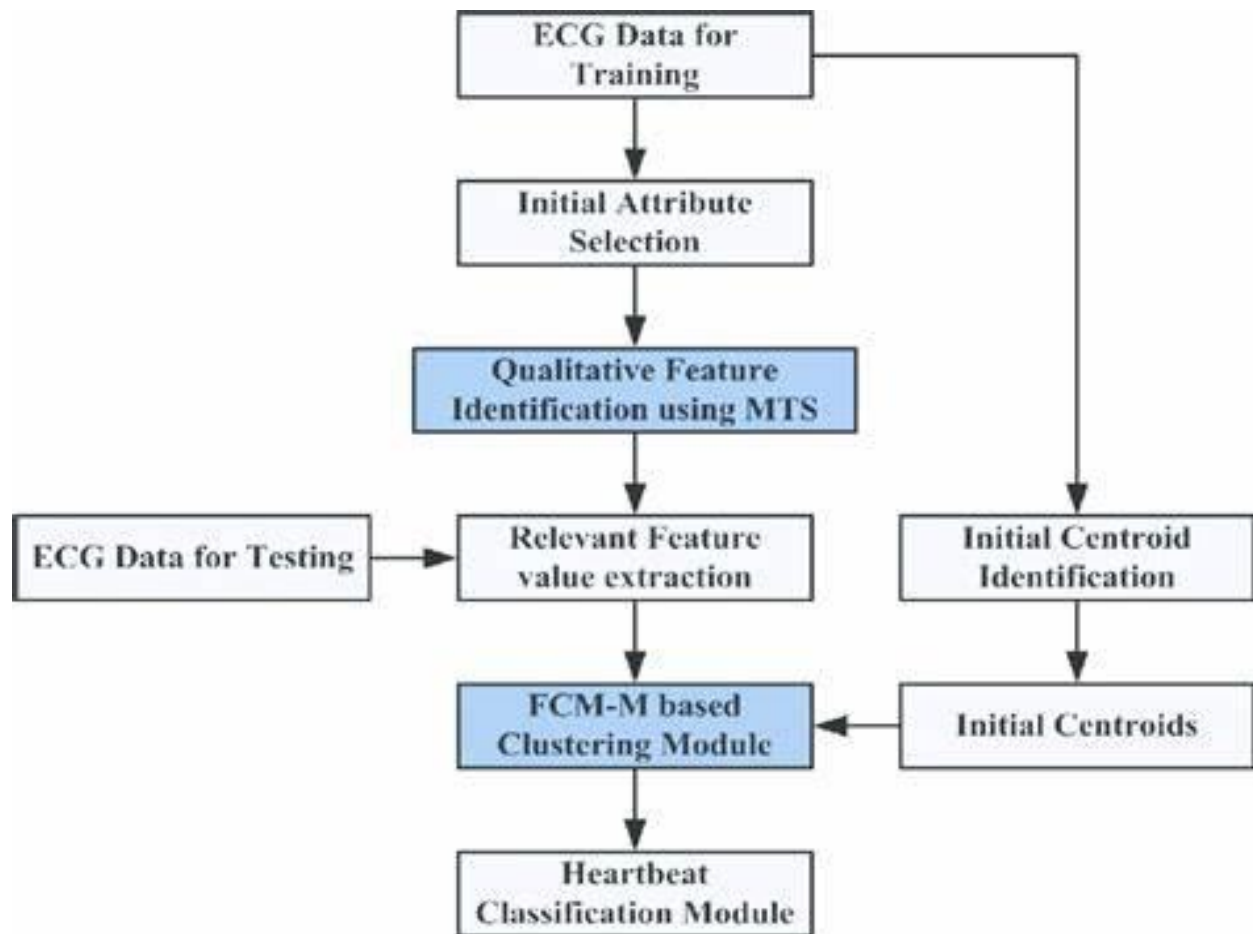 ECG Data for
Training
Initial Attribute
Selection
Qualitative Feature
Identification using MTS
ECG Data for Testing
Relevant Feature
value extraction
Initial Centroid
Identification
FCM-M based
Clustering Module
Initial Centroids
Heartbeat
Classification Module